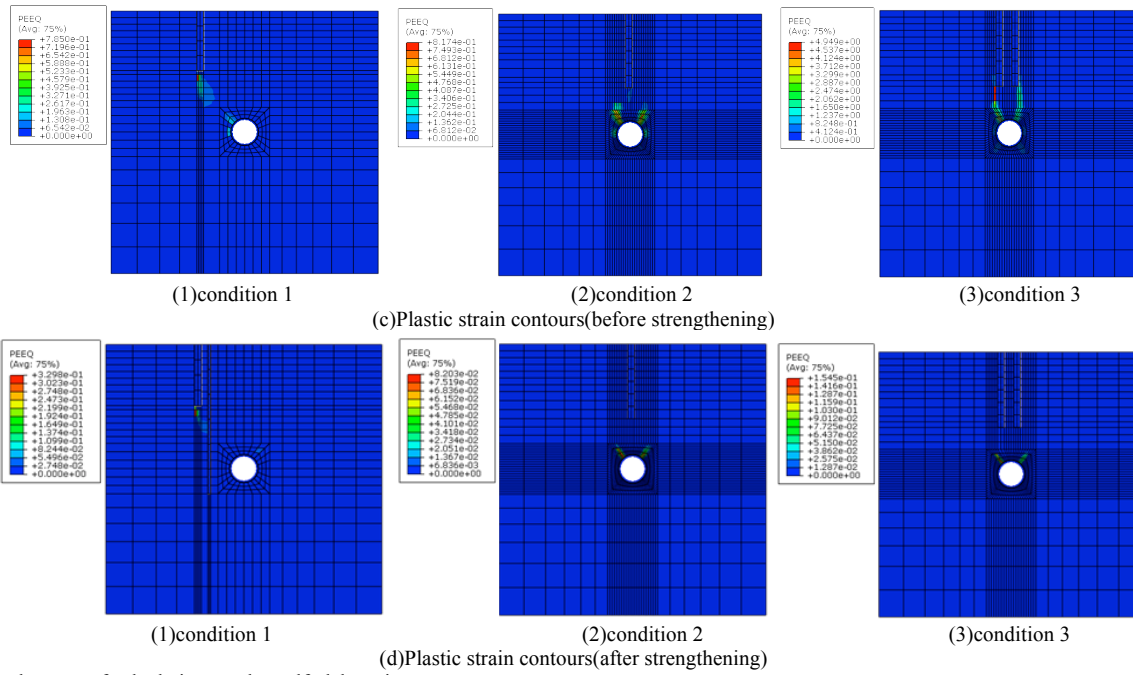 PEEQ
(Avg: 75%)
+7.850e-01
+7.196e-01
+6.542e-01
+5.888e-01
+5.233e-01
+4.579e-01
+3.925e-01
+3.271e-01
+2.617e-01
+1.963e-01
+1.308e-01
+6.542e-02
+0.000e+00
PEEQ
(Avg: 75%)
+8.174e-01
+7.493e-01
+6.812e-01
+6.131e-01
+5.449e-01
+4.768e-01
+4.087e-01
+3.406e-01
+2.725e-01
+2.044e-01
+1.362e-01
+6.812e-02
+0.000e+00
PEEQ
(Avg: 75%)
+4.949e+00
+4.537e+00
+4.124e+00
+3.712e+00
+3.299e+00
+2.887e+00
+2.474e+00
+2.062e+00
+1.650e+00
+1.237e+00
+8.248e-01
+4.124e-01
+0.000e+00
(1)condition 1
(2)condition 2
(3)condition 3
(c)Plastic strain contours(before strengthening)
PEEQ
(Avg: 75%)
+3.298e-01
+3.023e-01
+2.748e-01
+2.473e-01
+2.199e-01
+1.924e-01
+1.649e-01
+1.374e-01
+1.099e-01
+8.244e-02
+5.496e-02
+2.748e-02
+0.000e+00
PEEQ
(Avg: 75%)
+8.203e-02
+7.519e-02
+6.836e-02
+6.152e-02
+5.468e-02
+4.785e-02
+4.101e-02
+3.418e-02
+2.734e-02
+2.051e-02
+1.367e-02
+6.836e-03
+0.000e+00
PEEQ
(Avg: 75%)
+1.545e-01
+1.416e-01
+1.287e-01
+1.159e-01
+1.030e-01
+9.012e-02
+7.725e-02
+6.437e-02
+5.150e-02
+3.862e-02
+2.575e-02
+1.287e-02
+0.000e+00
(1)condition 1
(2)condition 2
(3)condition 3
(d)Plastic strain contours(after strengthening)